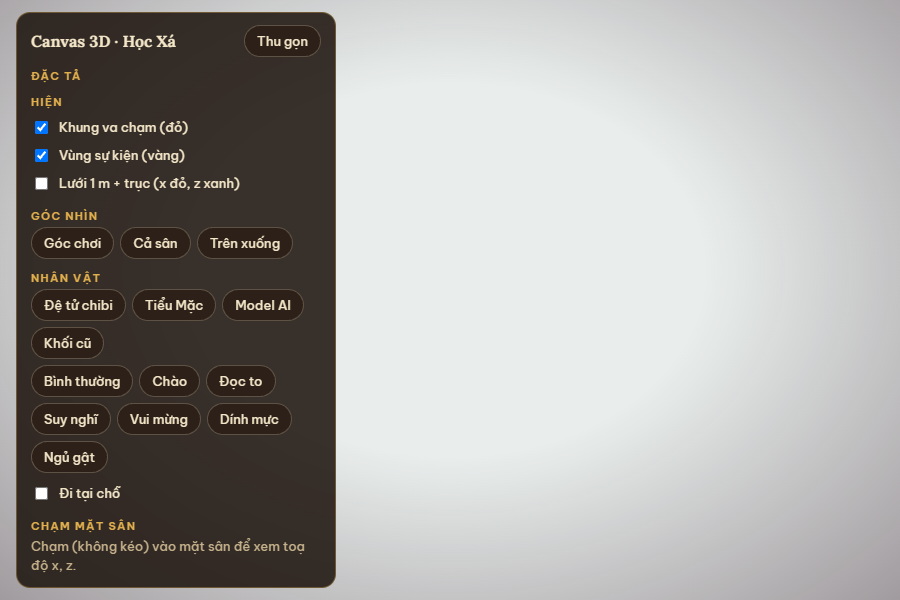 Canvas 3D · Học Xá
Thu gọn
ĐẶC TẢ
HIỆN
Khung va chạm (đỏ)
Vùng sự kiện (vàng)
Lưới 1 m + trục (x đỏ, z xanh)
GÓC NHÌN
Góc chơi
Cả sân
Trên xuống
NHÂN VẬT
Đệ tử chibi
Tiểu Mặc
Model AI
Khối cũ
Bình thường
Chào
Đọc to
Suy nghĩ
Vui mừng
Dính mực
Ngủ gật
Đi tại chỗ
CHẠM MẶT SÂN
Chạm (không kéo) vào mặt sân để xem toạ
độ x, z.